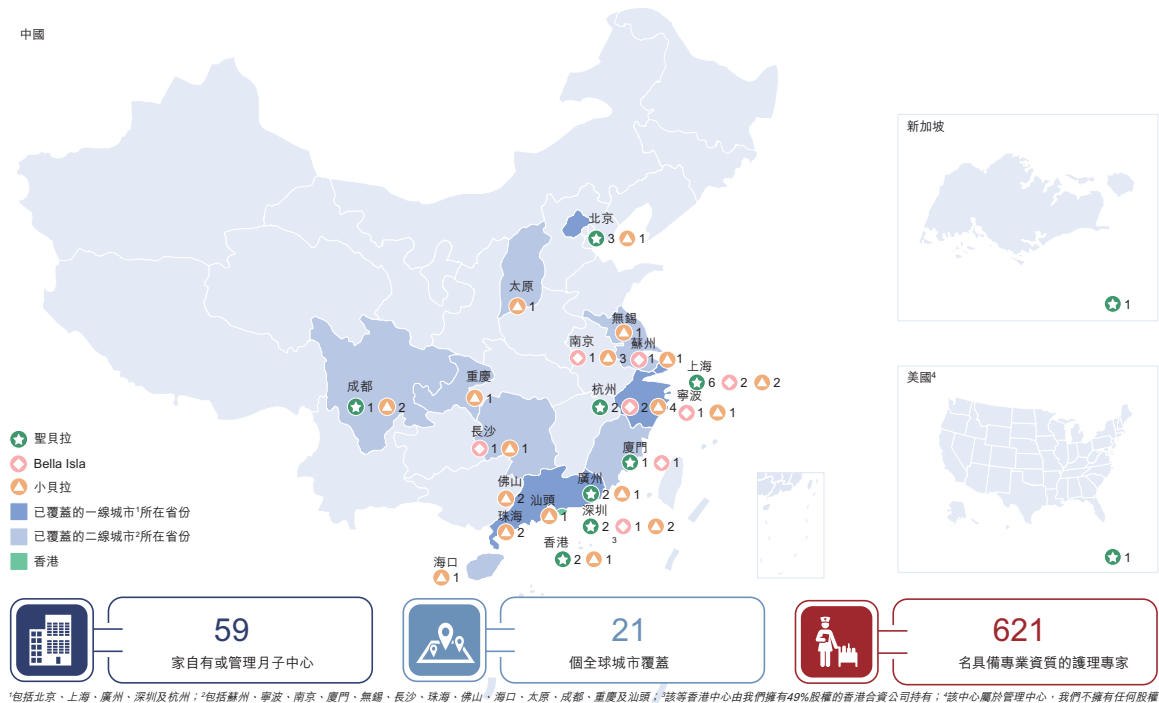 中國
北京
3 1
太原
1
無錫
1
南京
1 3
蘇州
1 1
上海
6 2 2
成都
1 2
重慶
1
杭州
2 2 4
寧波
1 1
長沙
1 1
廈門
1 1
佛山
2
汕頭
1
廣州
2 1
珠海
2
深圳
2 1 2
香港3
2 1
海口
1
聖貝拉
Bella Isla
小貝拉
已覆蓋的一線城市1所在省份
已覆蓋的二線城市2所在省份
香港
新加坡
1
美國4
1
59
家自有或管理月子中心
21
個全球城市覆蓋
621
名具備專業資質的護理專家
1包括北京、上海、廣州、深圳及杭州；2包括蘇州、寧波、南京、廈門、無錫、長沙、珠海、佛山、海口、太原、成都、重慶及汕頭；3該等香港中心由我們擁有49%股權的香港合資公司持有；4該中心屬於管理中心，我們不擁有任何股權